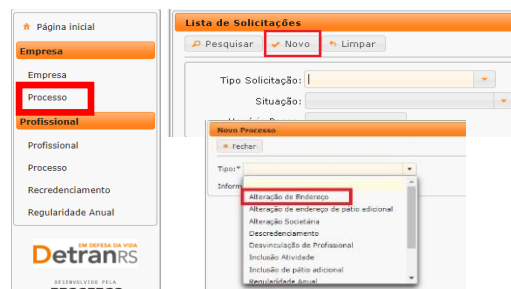 Página inicial
Empresa
Empresa
Processo
Profissional
Profissional
Processo
Recredenciamento
Regularidade Anual
EM DEFESA DA VIDA
DetranRS
DESENVOLVIDO PELA
Lista de Solicitações
Pesquisar Novo Limpar
Tipo Solicitação:
Situação:
Novo Processo
Fechar
Tipo:*
Inform
Alteração de Endereço
Alteração de endereço de pátio adicional
Alteração Societária
Descredenciamento
Desvinculação de Profissional
Inclusão Atividade
Inclusão de pátio adicional
Regularidade Anual